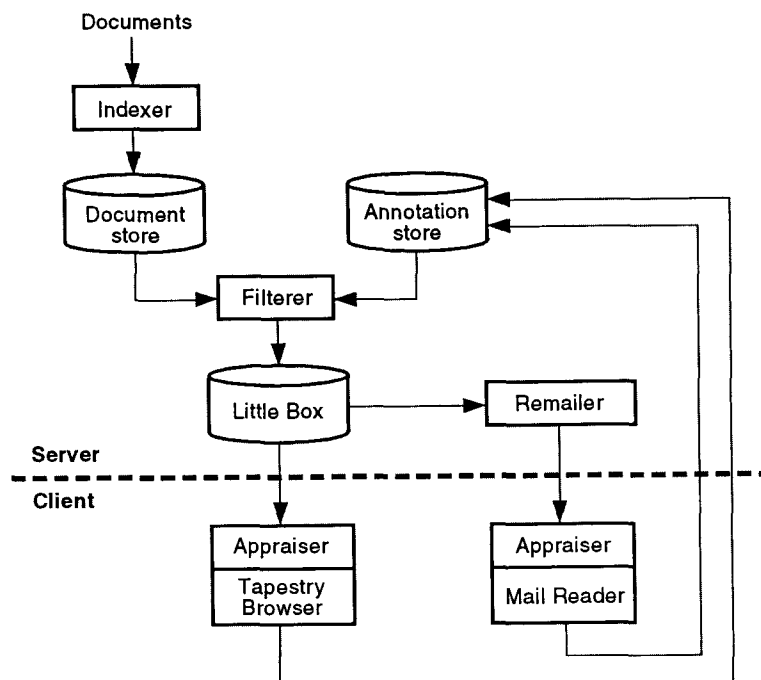 Documents
Indexer
Document
store
Annotation
store
Filterer
Little Box
Remailer
Server
Client
Appraiser
Tapestry
Browser
Appraiser
Mail Reader